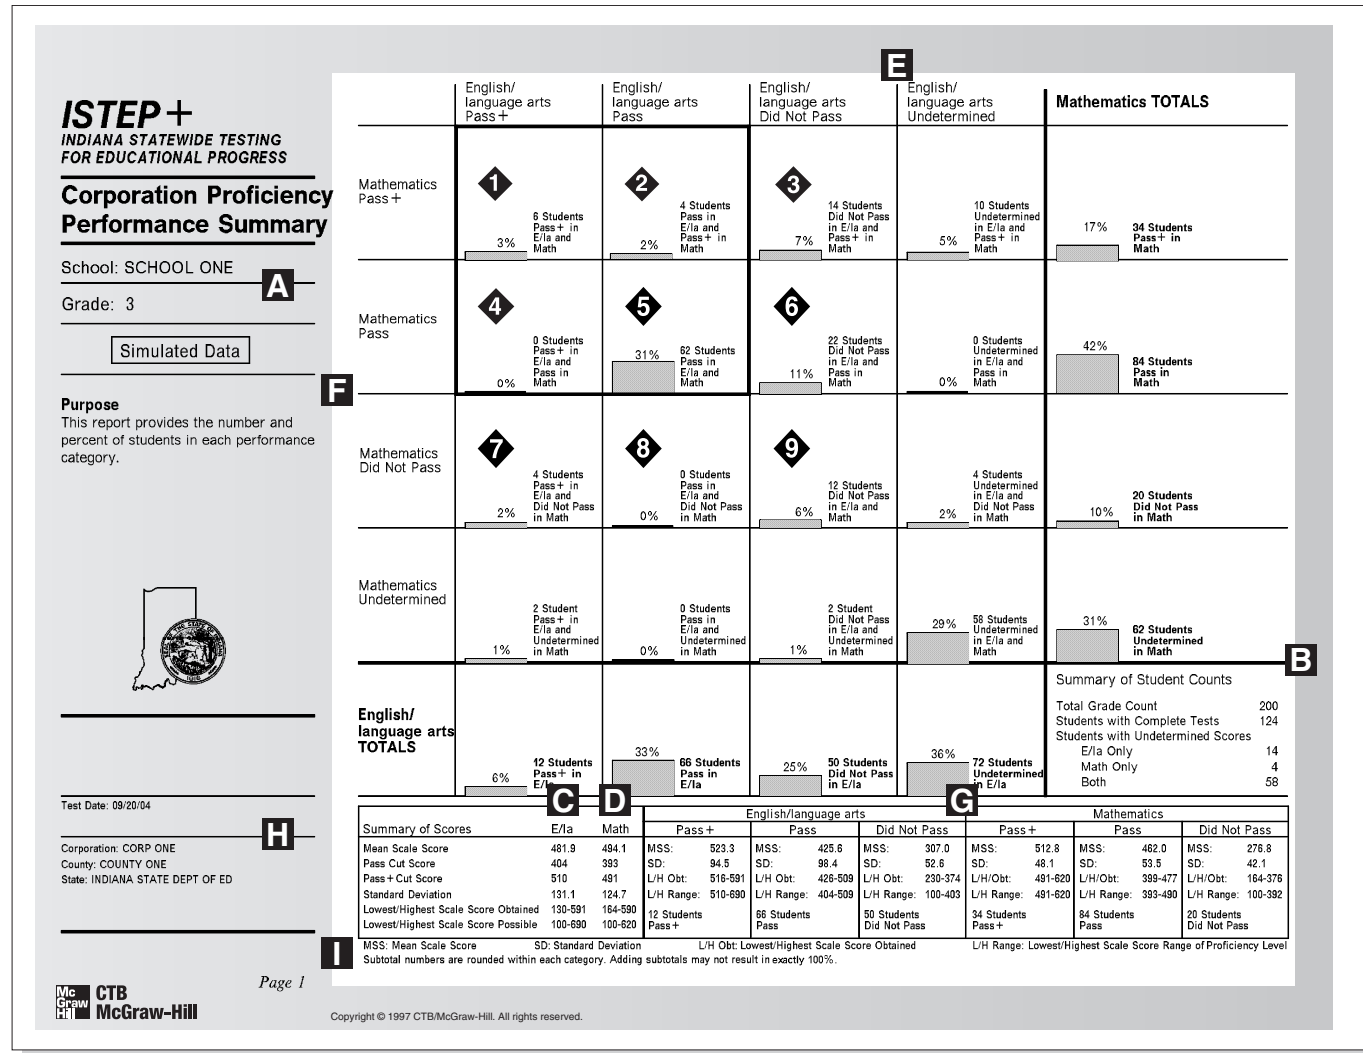 E
ISTEP+
INDIANA STATEWIDE TESTING
FOR EDUCATIONAL PROGRESS
Corporation Proficiency
Performance Summary
School: SCHOOL ONE
A
Grade: 3
Simulated Data
F
Purpose
This report provides the number and
percent of students in each performance
category.
Test Date: 09/20/04
H
Corporation: CORP ONE
County: COUNTY ONE
State: INDIANA STATE DEPT OF ED
Page 1
Mc
Graw
Hill
CTB
McGraw-Hill
English/
language arts
Pass+
English/
language arts
Pass
English/
language arts
Did Not Pass
English/
language arts
Undetermined
Mathematics TOTALS
Mathematics
Pass+
1
3%
6 Students
Pass+ in
E/la and
Pass+ in
Math
2
2%
4 Students
Pass in
E/la and
Pass+ in
Math
3
7%
14 Students
Did Not Pass
in E/la and
Pass+ in
Math
5%
10 Students
Undetermined
in E/la and
Pass+ in
Math
17%
34 Students
Pass+ in
Math
Mathematics
Pass
4
0%
0 Students
Pass+ in
E/la and
Pass in
Math
5
31%
62 Students
Pass in
E/la and
Pass in
Math
6
11%
22 Students
Did Not Pass
in E/la and
Pass in
Math
0%
0 Students
Undetermined
in E/la and
Pass in
Math
42%
84 Students
Pass in
Math
Mathematics
Did Not Pass
7
2%
4 Students
Pass+ in
E/la and
Did Not Pass
in Math
8
0%
0 Students
Pass in
E/la and
Did Not Pass
in Math
9
6%
12 Students
Did Not Pass
in E/la and
Math
2%
4 Students
Undetermined
in E/la and
Did Not Pass
in Math
10%
20 Students
Did Not Pass
in Math
Mathematics
Undetermined
1%
2 Student
Pass+ in
E/la and
Undetermined
in Math
0%
0 Students
Pass in
E/la and
Undetermined
in Math
1%
2 Student
Did Not Pass
in E/la and
Undetermined
in Math
29%
58 Students
Undetermined
in E/la and
Math
31%
62 Students
Undetermined
in Math
B
English/
language arts
TOTALS
6%
12 Students
Pass+ in
E/la
33%
66 Students
Pass in
E/la
25%
50 Students
Did Not Pass
in E/la
36%
72 Students
Undetermined
in E/la
Summary of Student Counts
Total Grade Count 200
Students with Complete Tests 124
Students with Undetermined Scores
E/la Only 14
Math Only 4
Both 58
C D G
English/language arts Mathematics
Summary of Scores E/la Math Pass+ Pass Did Not Pass Pass+ Pass Did Not Pass
Mean Scale Score 481.9 494.1 MSS: 523.3 MSS: 425.6 MSS: 307.0 MSS: 512.8 MSS: 462.0 MSS: 276.8
Pass Cut Score 404 393 SD: 94.5 SD: 98.4 SD: 52.6 SD: 48.1 SD: 53.5 SD: 42.1
Pass+Cut Score 510 491 L/H Obt: 516-591 L/H Obt: 426-509 L/H Obt: 230-374 L/H/Obt: 491-620 L/H/Obt: 399-477 L/H/Obt: 164-376
Standard Deviation 131.1 124.7 L/H Range: 510-690 L/H Range: 404-509 L/H Range: 100-403 L/H Range: 491-620 L/H Range: 393-490 L/H Range: 100-392
Lowest/Highest Scale Score Obtained 130-591 164-590 12 Students 66 Students 50 Students 34 Students 84 Students 20 Students
Lowest/Highest Scale Score Possible 100-690 100-620 Pass+ Pass Did Not Pass Pass+ Pass Did Not Pass
I
MSS: Mean Scale Score SD: Standard Deviation L/H Obt: Lowest/Highest Scale Score Obtained L/H Range: Lowest/Highest Scale Score Range of Proficiency Level
Subtotal numbers are rounded within each category. Adding subtotals may not result in exactly 100%.
Copyright © 1997 CTB/McGraw-Hill. All rights reserved.